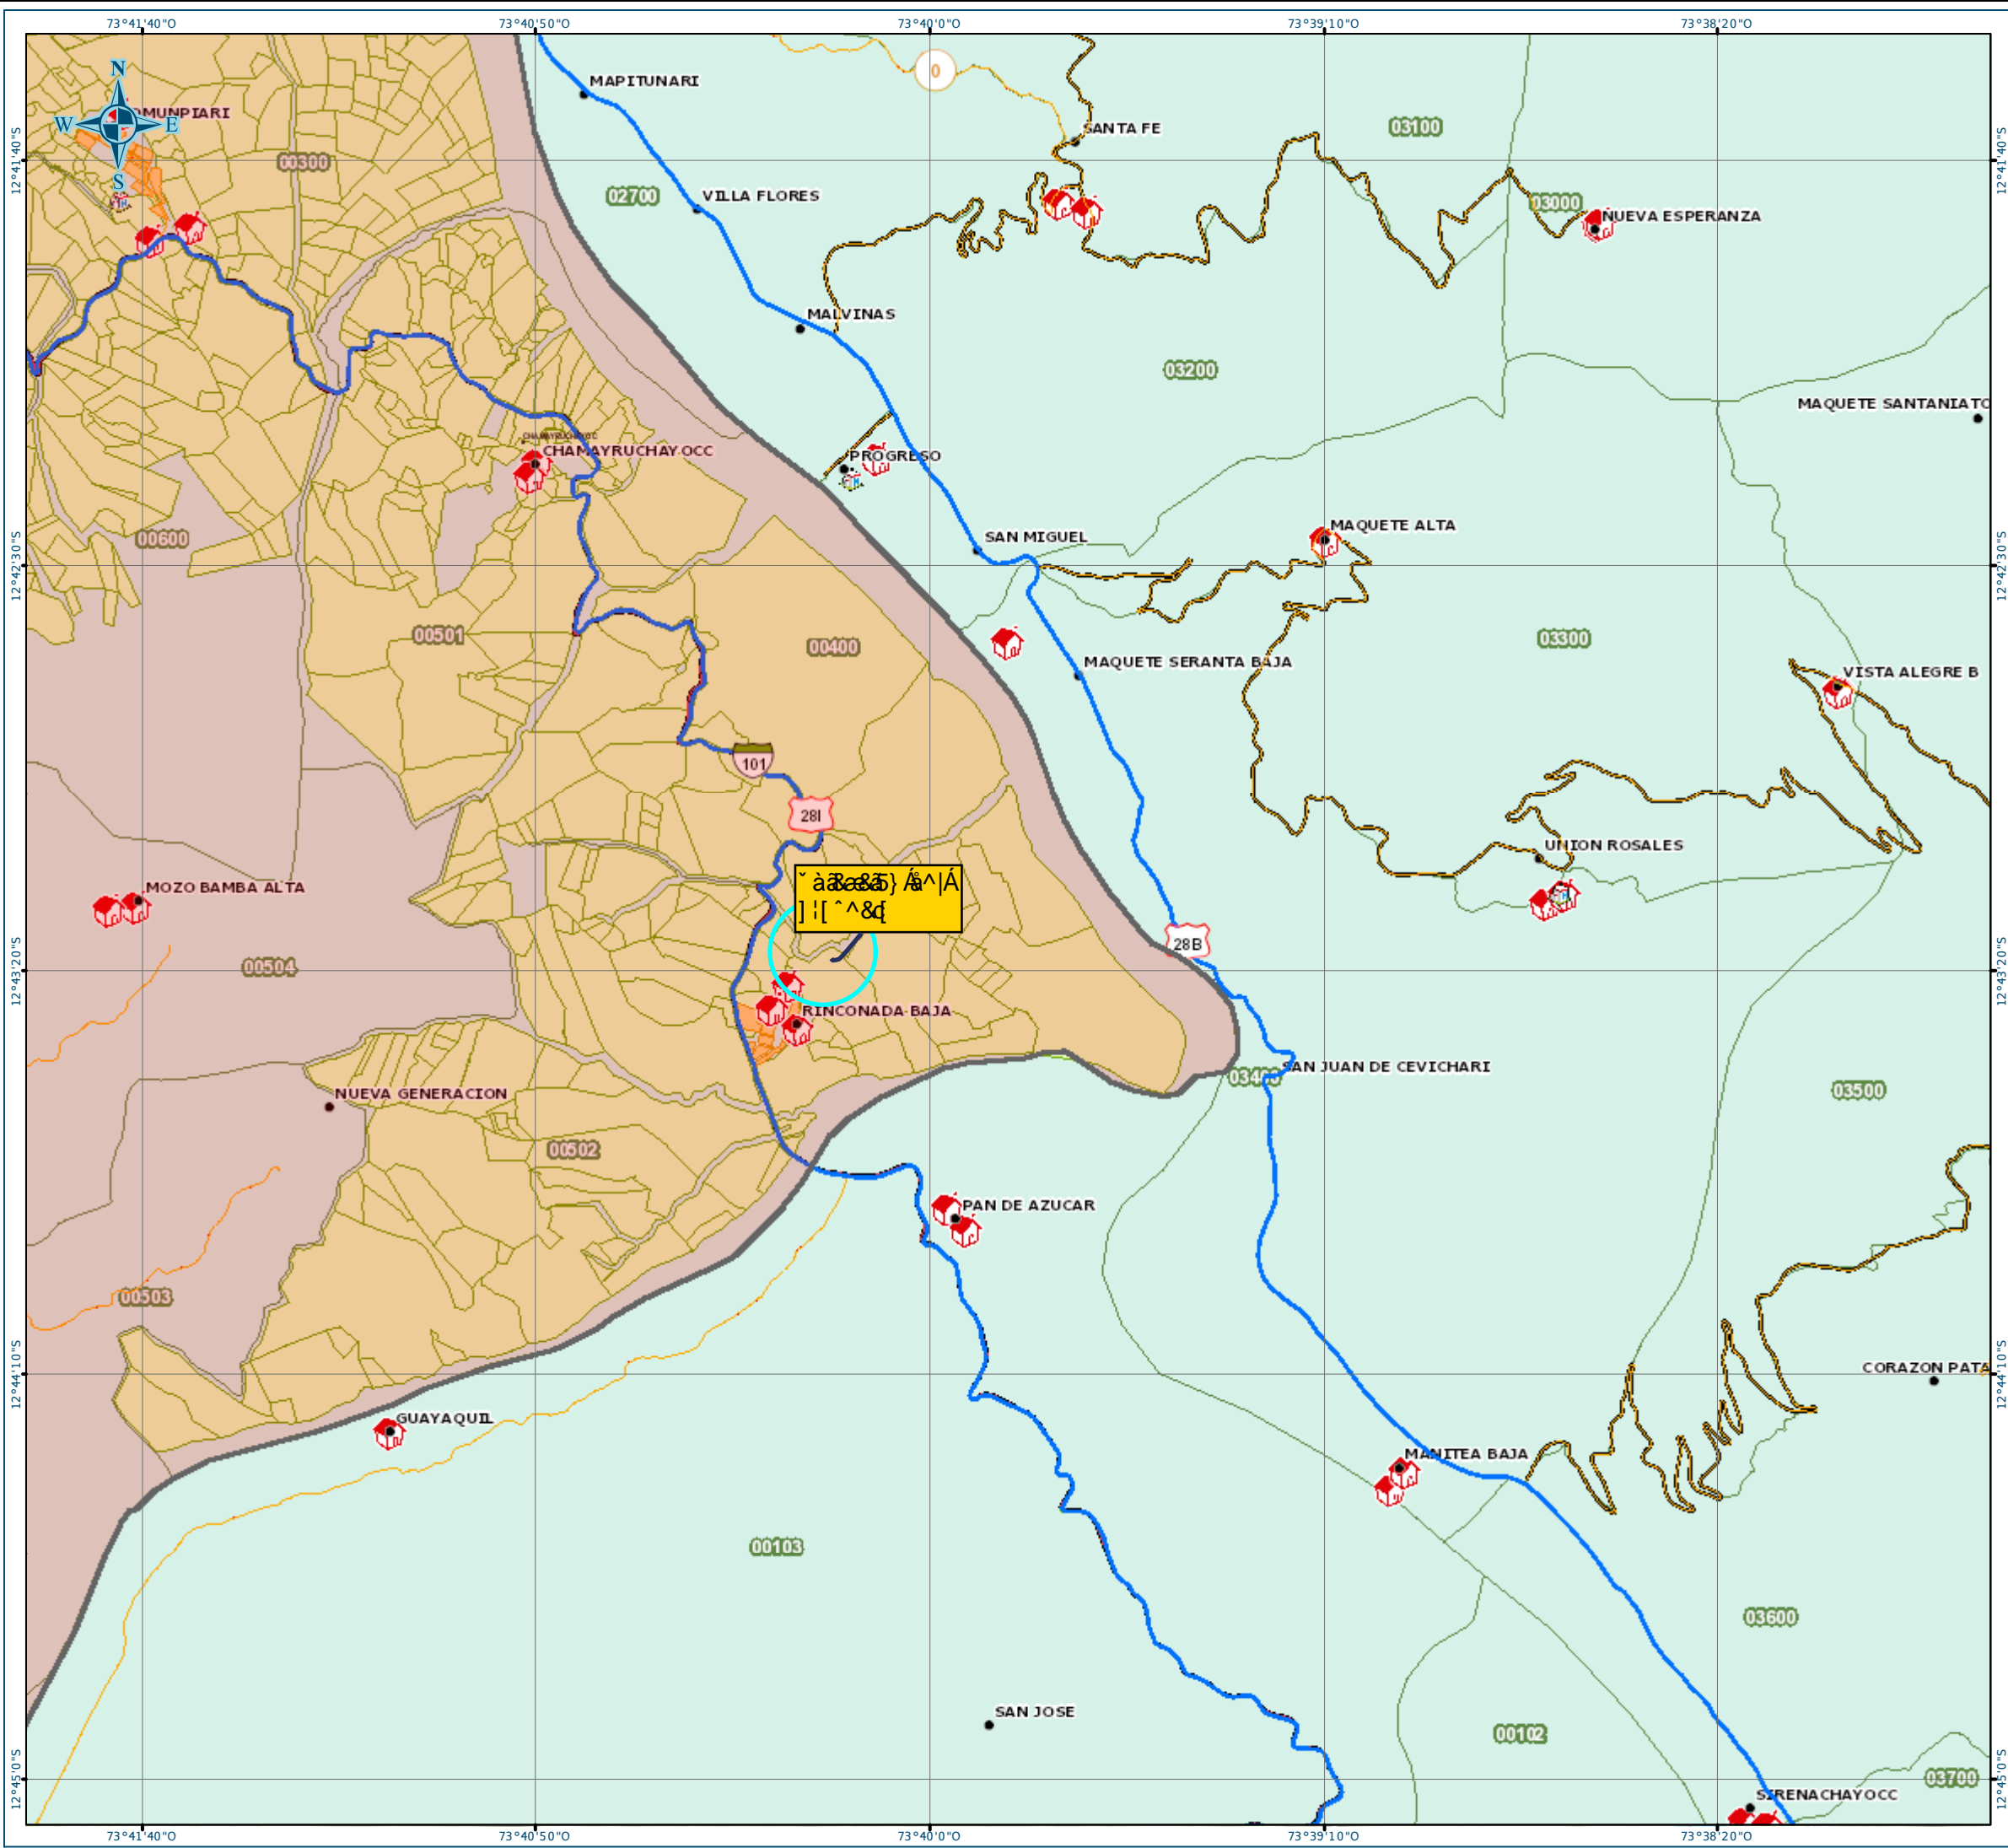 73°41'40"O
73°40'50"O
73°40'0"O
73°39'10"O
73°38'20"O
N
W
E
S
0
MAPITUNARI
OMUNPIARI
SANTA FE
03100
12°41'40"S
12°41'40"S
00300
02700
VILLA FLORES
03000
NUEVA ESPERANZA
MALVINAS
03200
MAQUETE SANTANIATO
CHAMAYRUCHAYOCC
CHAMAYRUCHAYOCC
PROGRESO
00600
SAN MIGUEL
MAQUETE ALTA
12°42'30"S
12°42'30"S
00501
00400
03300
MAQUETE SERANTA BAJA
VISTA ALEGRE B
101
28I
UNION ROSALES
MOZO BAMBA ALTA
28B
00504
12°43'20"S
12°43'20"S
RINCONADA BAJA
SAN JUAN DE CEVICHARI
03500
NUEVA GENERACION
00502
PAN DE AZUCAR
00503
12°44'10"S
12°44'10"S
CORAZON PATA
GUAYAQUIL
MANITEA BAJA
00103
03600
SAN JOSE
00102
12°45'0"S
12°45'0"S
03700
SIRENACHAYOCC
73°41'40"O
73°40'50"O
73°40'0"O
73°39'10"O
73°38'20"O